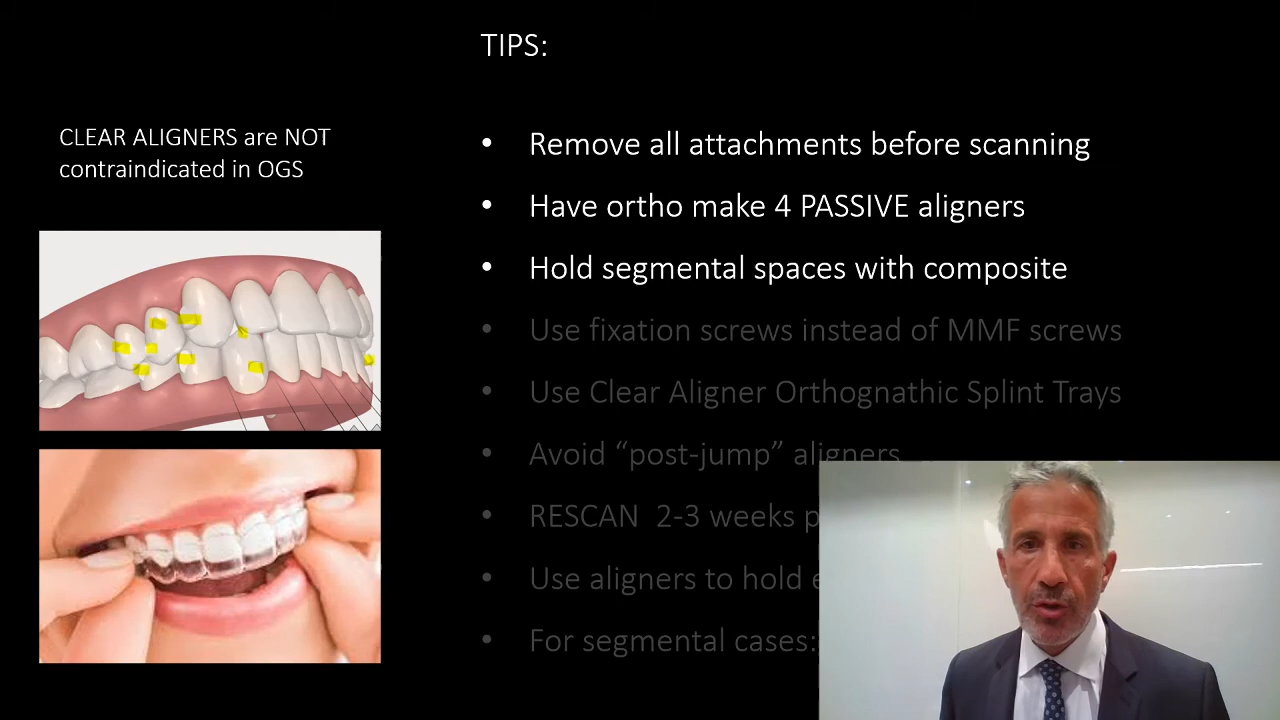 TIPS:
CLEAR ALIGNERS are NOT
contraindicated in OGS
• Remove all attachments before scanning
• Have ortho make 4 PASSIVE aligners
• Hold segmental spaces with composite
• Use fixation screws instead of MMF screws
• Use Clear Aligner Orthognathic Splint Trays
• Avoid “post-jump” aligners
• RESCAN 2-3 weeks
• Use aligners to hold
• For segmental cases: